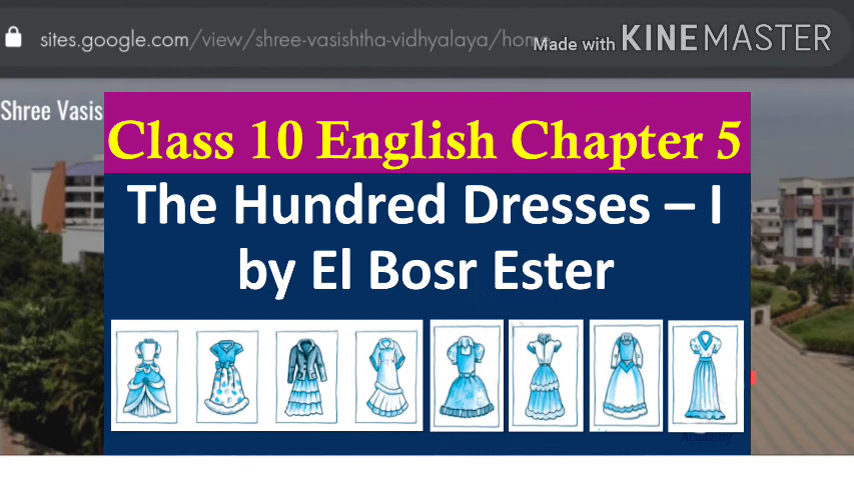 sites.google.com/view/shree-vasishtha-vidhyalaya/hom
Made with KINEMASTER
Shree Vasis
Class 10 English Chapter 5
The Hundred Dresses – I
by El Bosr Ester
Academy